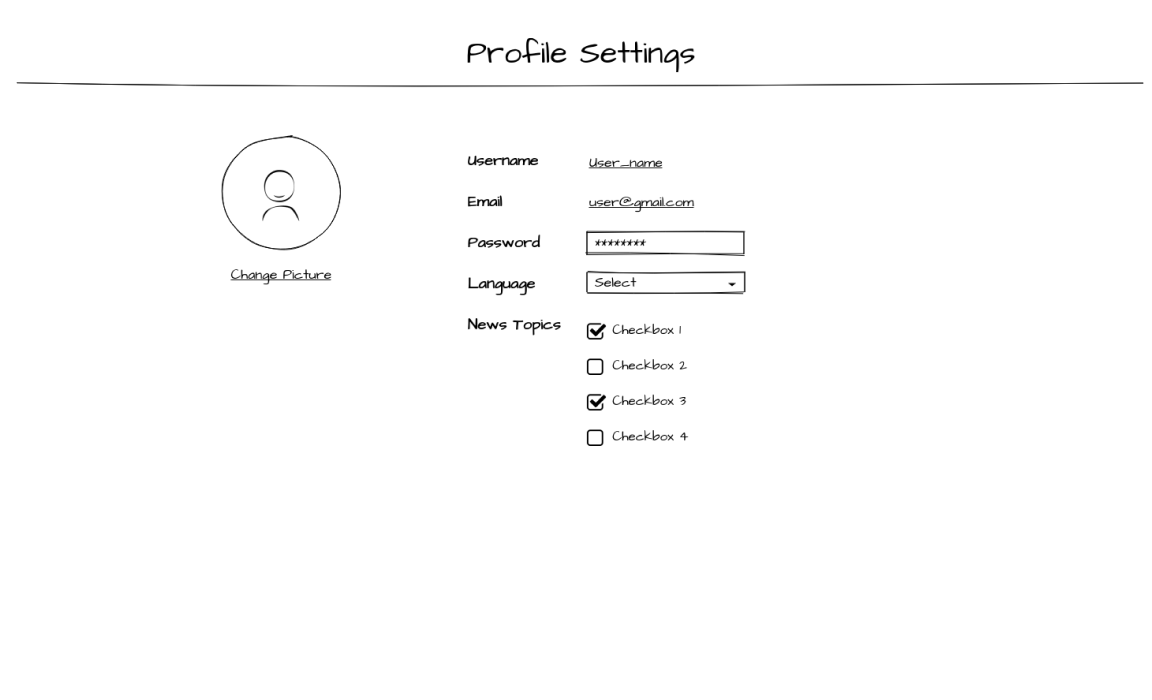 Profile Settings
Change Picture
Username User_name
Email user@gmail.com
Password ********
Language Select
News Topics
Checkbox 1
Checkbox 2
Checkbox 3
Checkbox 4